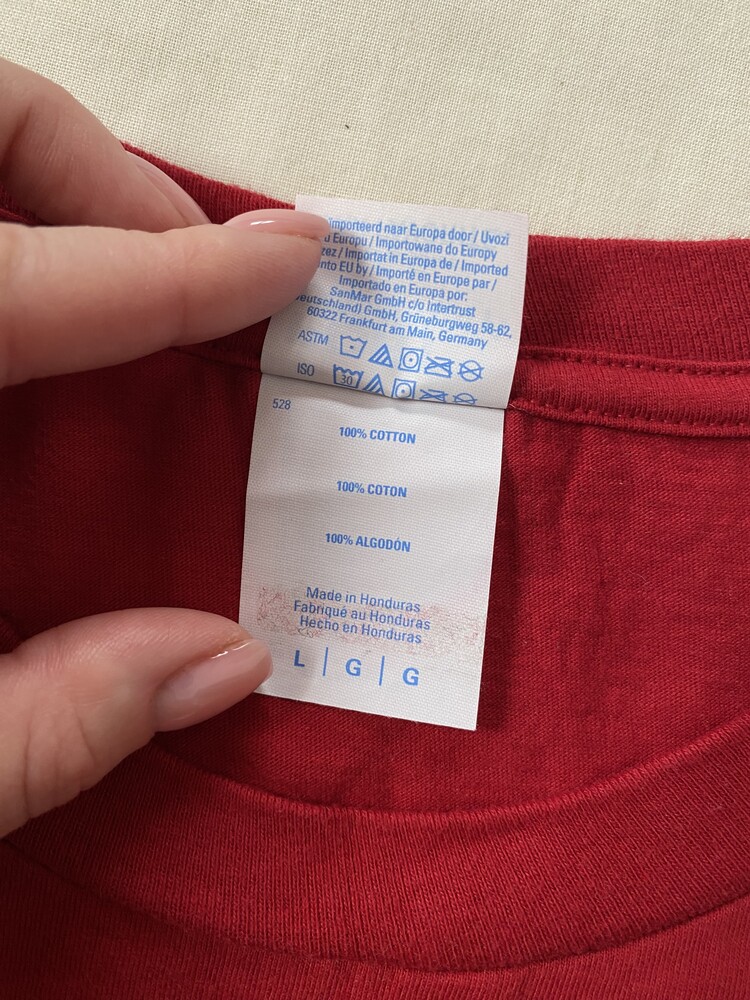 importeerd naar Europa door / Uvozi
u Europu / Importowane do Europy
/ Importat în Europa de / Imported
into EU by / Importé en Europe par /
Importado en Europa por:
SanMar GmbH c/o Intertrust
(Deutschland) GmbH, Grüneburgweg 58-62,
60322 Frankfurt am Main, Germany
ASTM
ISO 30
528
100% COTTON
100% COTON
100% ALGODÓN
Made in Honduras
Fabriqué au Honduras
Hecho en Honduras
L | G | G